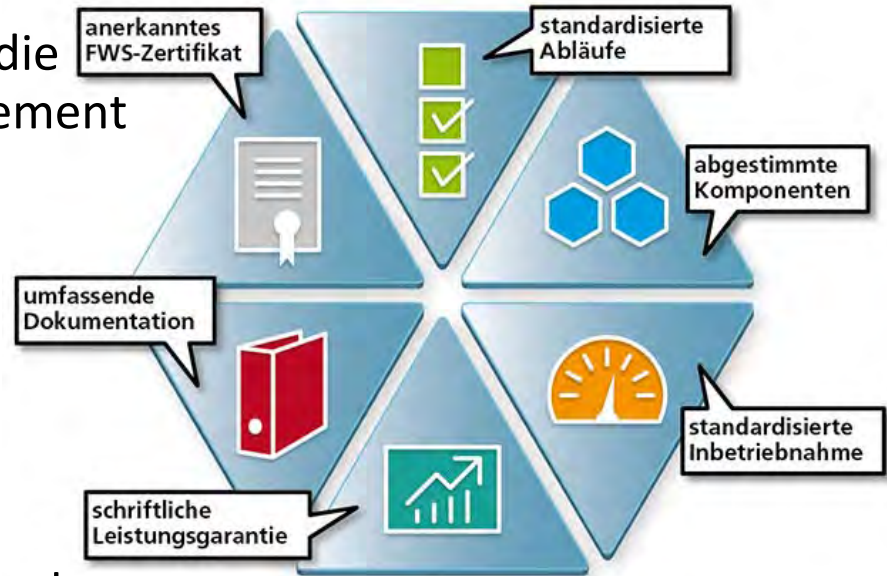 die
ement
anerkanntes
FWS-Zertifikat
standardisierte
Abläufe
abgestimmte
Komponenten
umfassende
Dokumentation
standardisierte
Inbetriebnahme
schriftliche
Leistungsgarantie